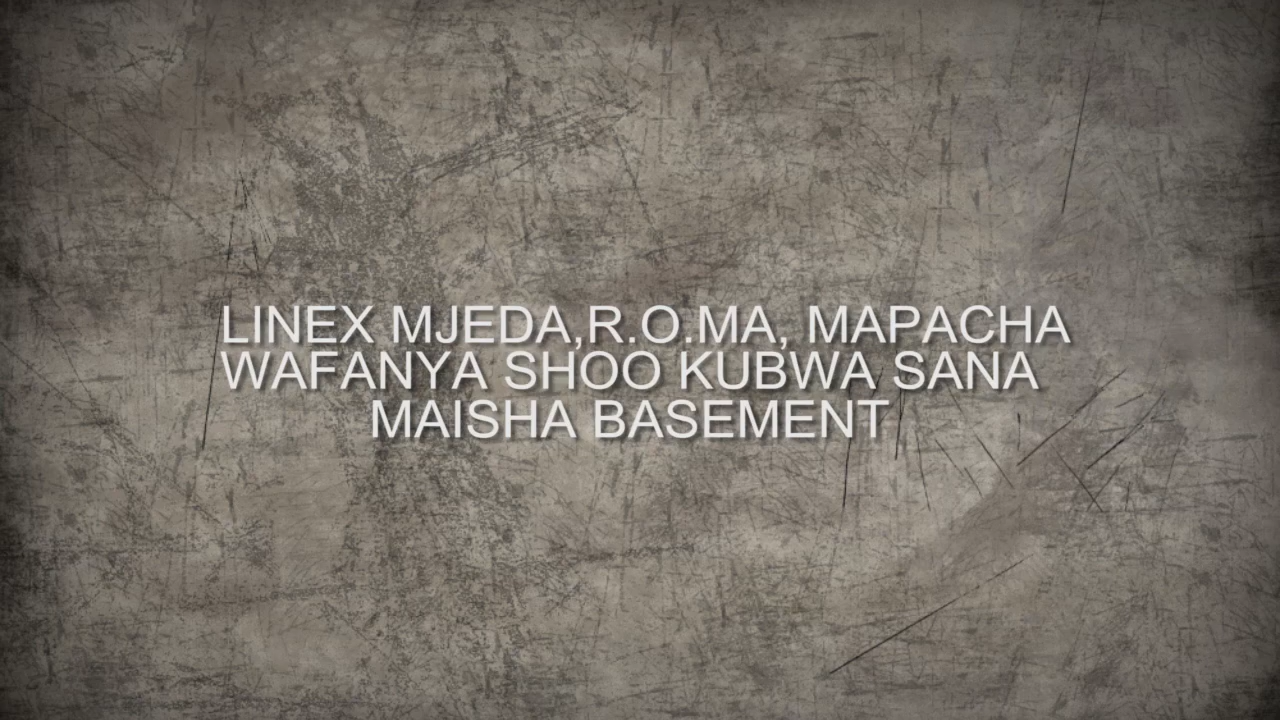 LINEX MJEDA,R.O.MA, MAPACHA
WAFANYA SHOO KUBWA SANA
MAISHA BASEMENT